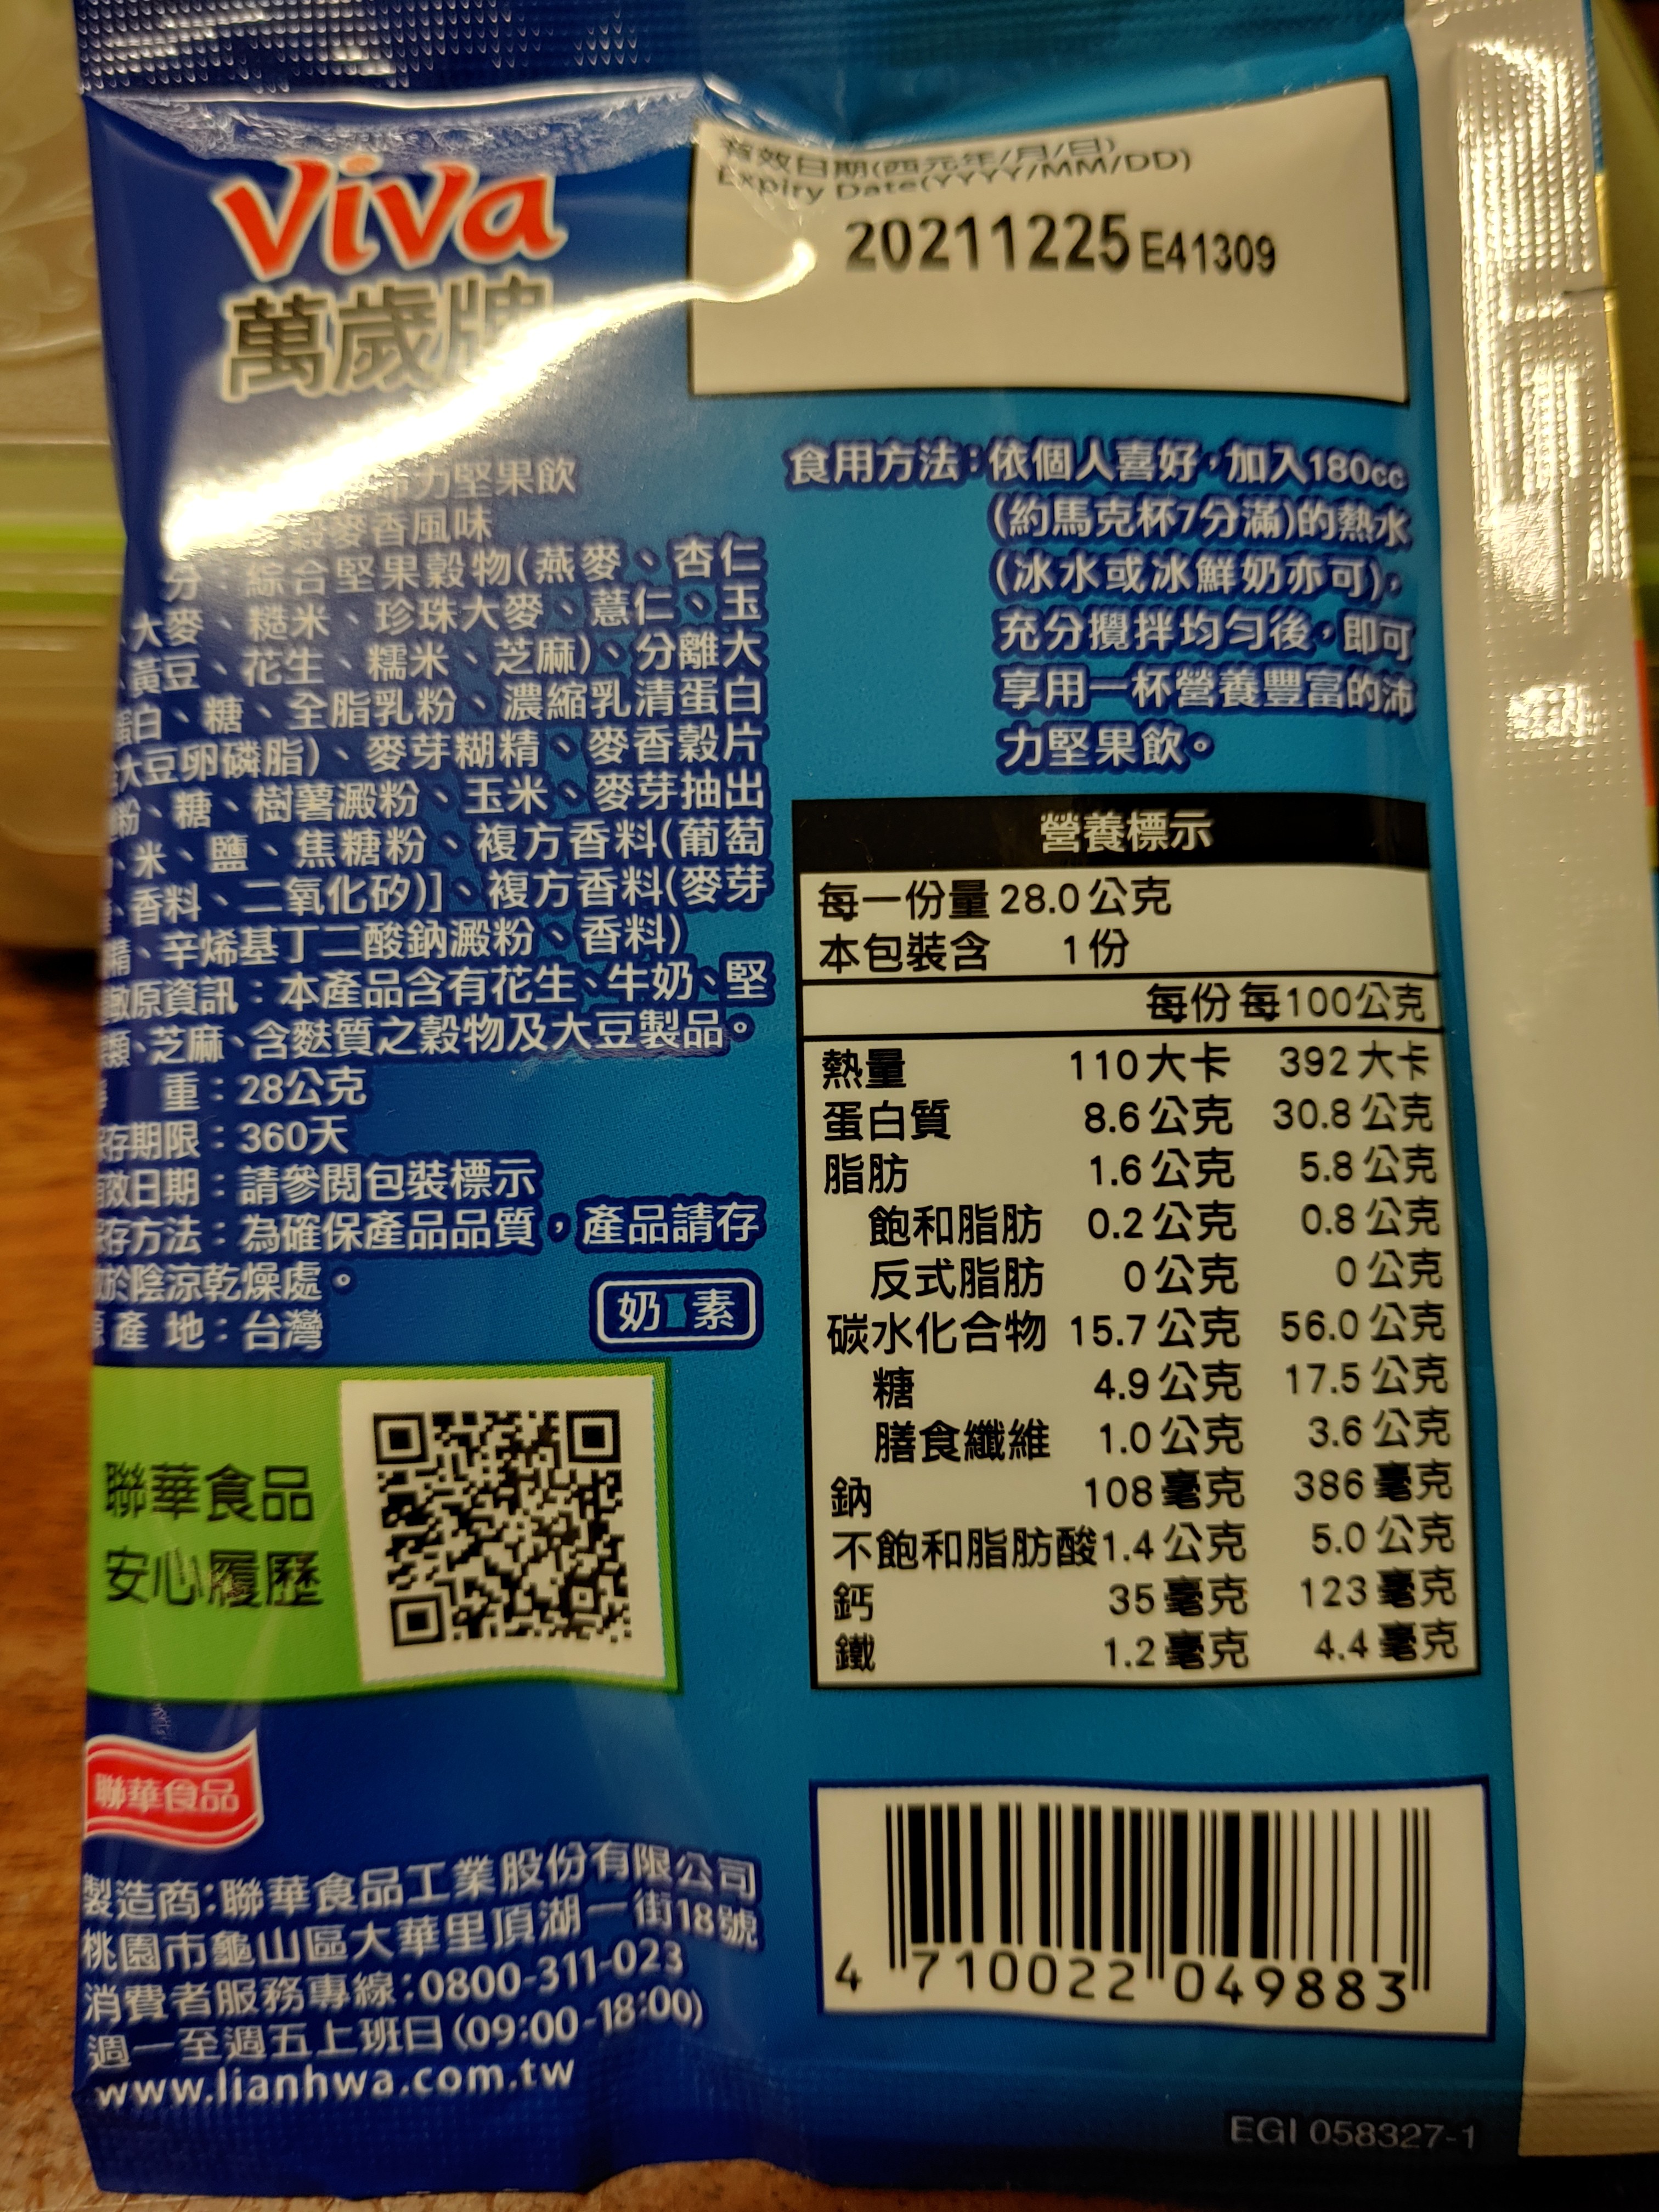 Viva
萬歲牌
有效日期(西元年/月/日)
Expiry Date(YYYY/MM/DD)
20211225 E41309
力堅果飲
麥香風味
分 綜合堅果穀物(燕麥、杏仁
、大麥、糙米、珍珠大麥、薏仁、玉
、黃豆、花生、糯米、芝麻)、分離大
蛋白、糖、全脂乳粉、濃縮乳清蛋白
大豆卵磷脂)、麥芽糊精、麥香穀片
粉、糖、樹薯澱粉、玉米、麥芽抽出
、米、鹽、焦糖粉、複方香料(葡萄
、香料、二氧化矽)]、複方香料(麥芽
精、辛烯基丁二酸鈉澱粉、香料)
敏原資訊:本產品含有花生、牛奶、堅
類、芝麻、含麩質之穀物及大豆製品。
重:28公克
存期限:360天
效日期:請參閱包裝標示
存方法:為確保產品品質,產品請存
於陰涼乾燥處。
產 地:台灣
奶 素
聯華食品
安心履歷
聯華食品
製造商:聯華食品工業股份有限公司
桃園市龜山區大華里頂湖一街18號
消費者服務專線:0800-311-023
週一至週五上班日(09:00-18:00)
www.lianhwa.com.tw
食用方法:依個人喜好,加入180cc
(約馬克杯7分滿)的熱水
(冰水或冰鮮奶亦可),
充分攪拌均勻後,即可
享用一杯營養豐富的沛
力堅果飲。
營養標示
每一份量 28.0 公克
本包裝含 1 份
每份 每100公克
熱量 110 大卡 392 大卡
蛋白質 8.6 公克 30.8 公克
脂肪 1.6 公克 5.8 公克
飽和脂肪 0.2 公克 0.8 公克
反式脂肪 0 公克 0 公克
碳水化合物 15.7 公克 56.0 公克
糖 4.9 公克 17.5 公克
膳食纖維 1.0 公克 3.6 公克
鈉 108 毫克 386 毫克
不飽和脂肪酸 1.4 公克 5.0 公克
鈣 35 毫克 123 毫克
鐵 1.2 毫克 4.4 毫克
4 710022 049883
EGI 058327-1